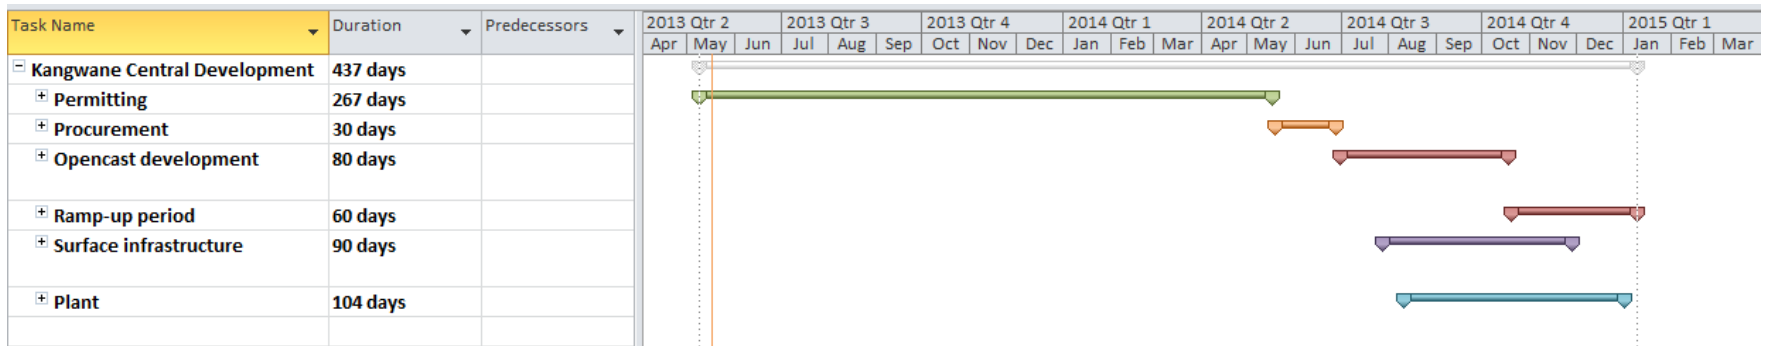 Task Name Duration Predecessors 2013 Qtr 2 2013 Qtr 3 2013 Qtr 4 2014 Qtr 1 2014 Qtr 2 2014 Qtr 3 2014 Qtr 4 2015 Qtr 1
Apr May Jun Jul Aug Sep Oct Nov Dec Jan Feb Mar Apr May Jun Jul Aug Sep Oct Nov Dec Jan Feb Mar
Kangwane Central Development 437 days
Permitting 267 days
Procurement 30 days
Opencast development 80 days
Ramp-up period 60 days
Surface infrastructure 90 days
Plant 104 days